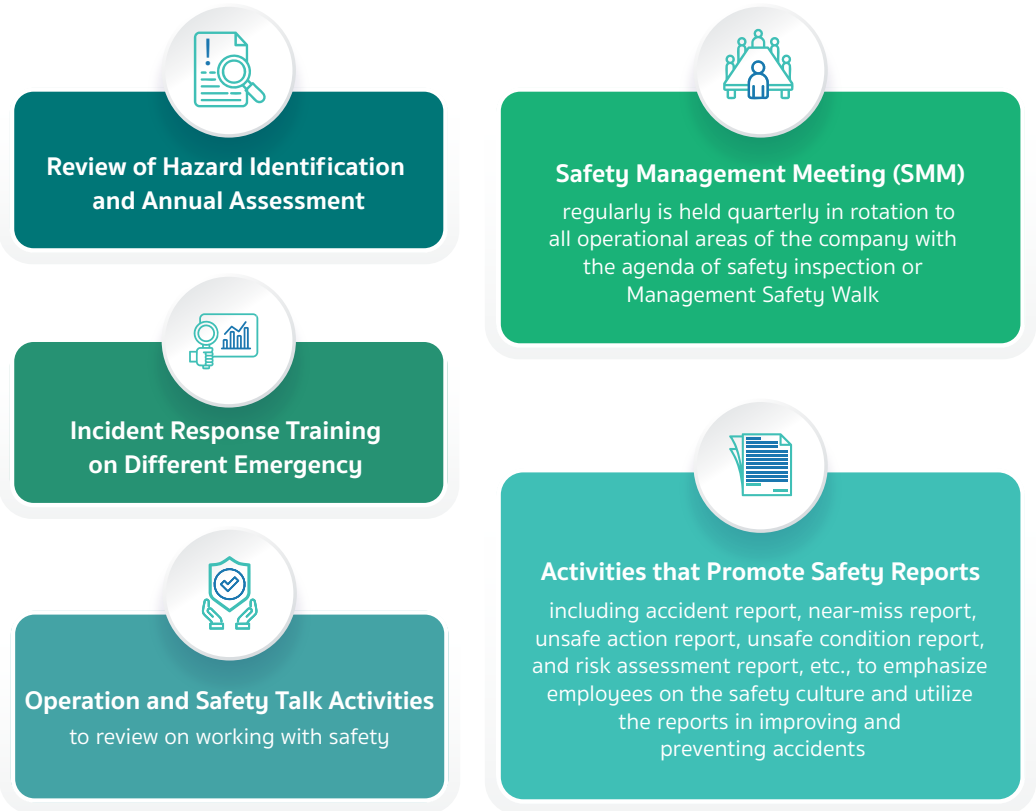 Review of Hazard Identification
and Annual Assessment
Incident Response Training
on Different Emergency
Operation and Safety Talk Activities
to review on working with safety
Safety Management Meeting (SMM)
regularly is held quarterly in rotation to
all operational areas of the company with
the agenda of safety inspection or
Management Safety Walk
Activities that Promote Safety Reports
including accident report, near-miss report,
unsafe action report, unsafe condition report,
and risk assessment report, etc., to emphasize
employees on the safety culture and utilize
the reports in improving and
preventing accidents